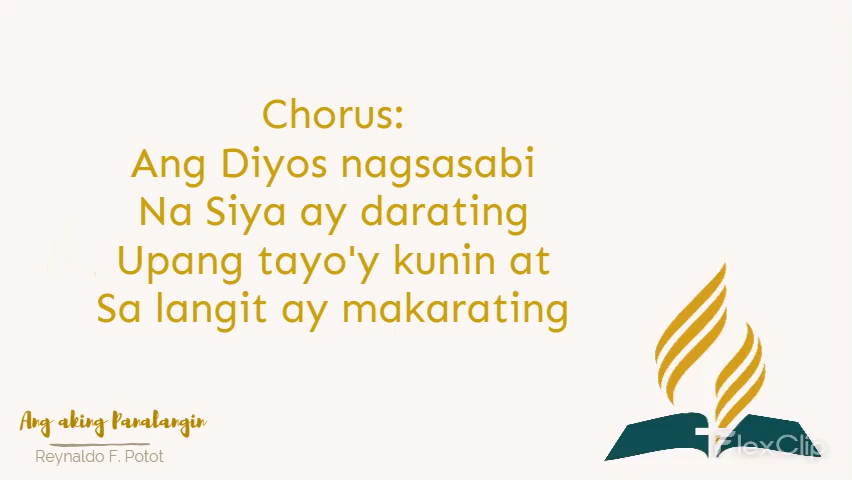 Chorus:
Ang Diyos nagsasabi
Na Siya ay darating
Upang tayo'y kunin at
Sa langit ay makarating
Ang aking Panalangin
Reynaldo F. Potot
FlexClip